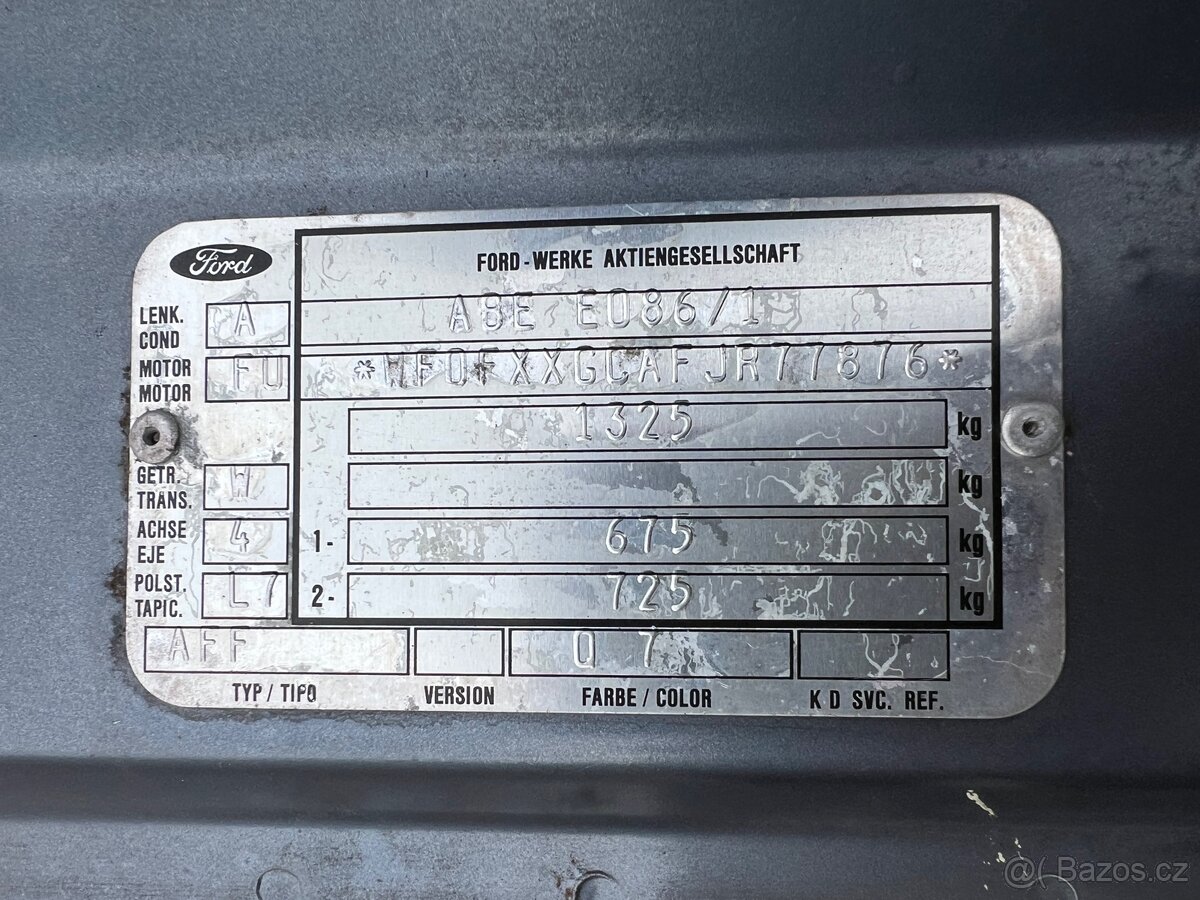 Ford
FORD-WERKE AKTIENGESELLSCHAFT
LENK.
COND
A
ABE E086/1
MOTOR
MOTOR
FU
*WF0FXXGCAFJR77876*
1325 kg
kg
GETR.
TRANS.
W
ACHSE
EJE
4
1- 675 kg
POLST.
TAPIC.
L7
2- 725 kg
AFF Q 7
TYP / TIPO VERSION FARBE / COLOR K D SVC. REF.
@ Bazos.cz